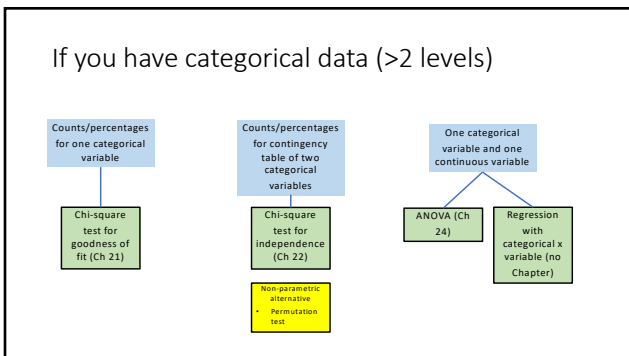 If you have categorical data (>2 levels)
Counts/percentages
for one categorical
variable
Chi-square
test for
goodness of
fit (Ch 21)
Counts/percentages
for contingency
table of two
categorical
variables
Chi-square
test for
independence
(Ch 22)
Non-parametric
alternative
• Permutation
test
One categorical
variable and one
continuous variable
ANOVA (Ch
24)
Regression
with
categorical x
variable (no
Chapter)